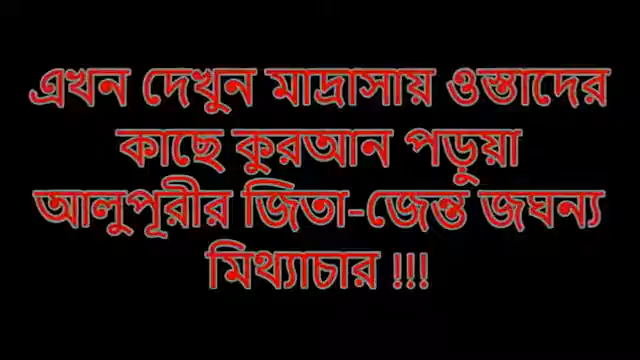 এখন দেখুন মাদ্রাসায় ওস্তাদের
কাছে কুরআন পড়ুয়া
আলুপূরীর জিতা-জেন্ত জঘন্য
মিথ্যাচার !!!